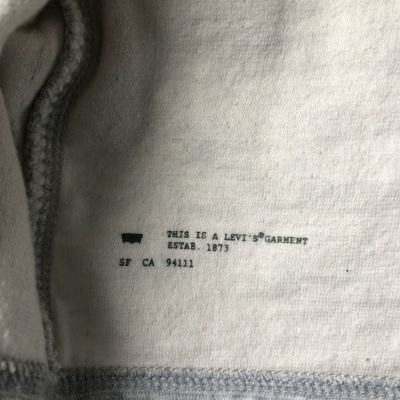 THIS IS A LEVI'S® GARMENT
ESTAB. 1873
SF CA 94111